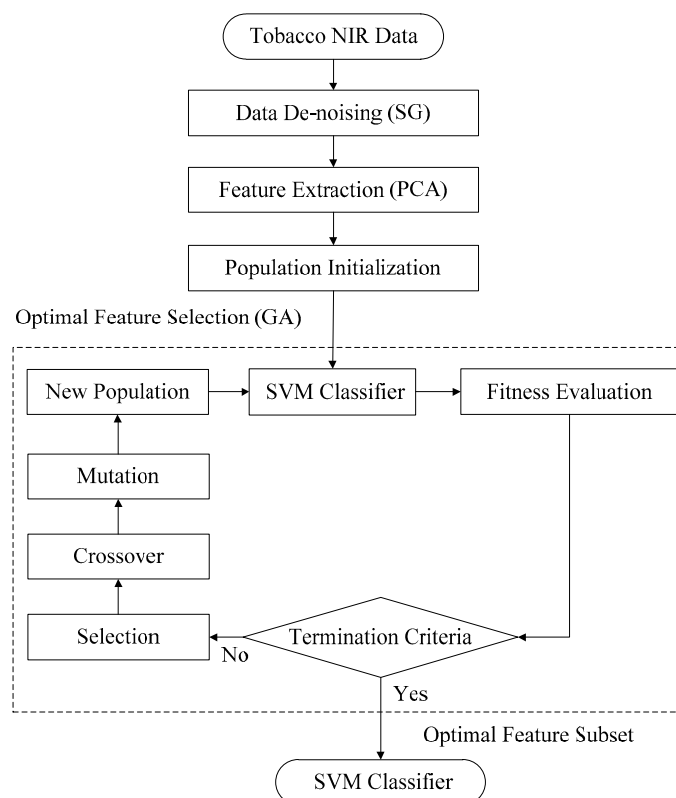 Tobacco NIR Data
Data De-noising (SG)
Feature Extraction (PCA)
Population Initialization
Optimal Feature Selection (GA)
New Population
SVM Classifier
Fitness Evaluation
Mutation
Crossover
Selection
Termination Criteria
No
Yes
Optimal Feature Subset
SVM Classifier